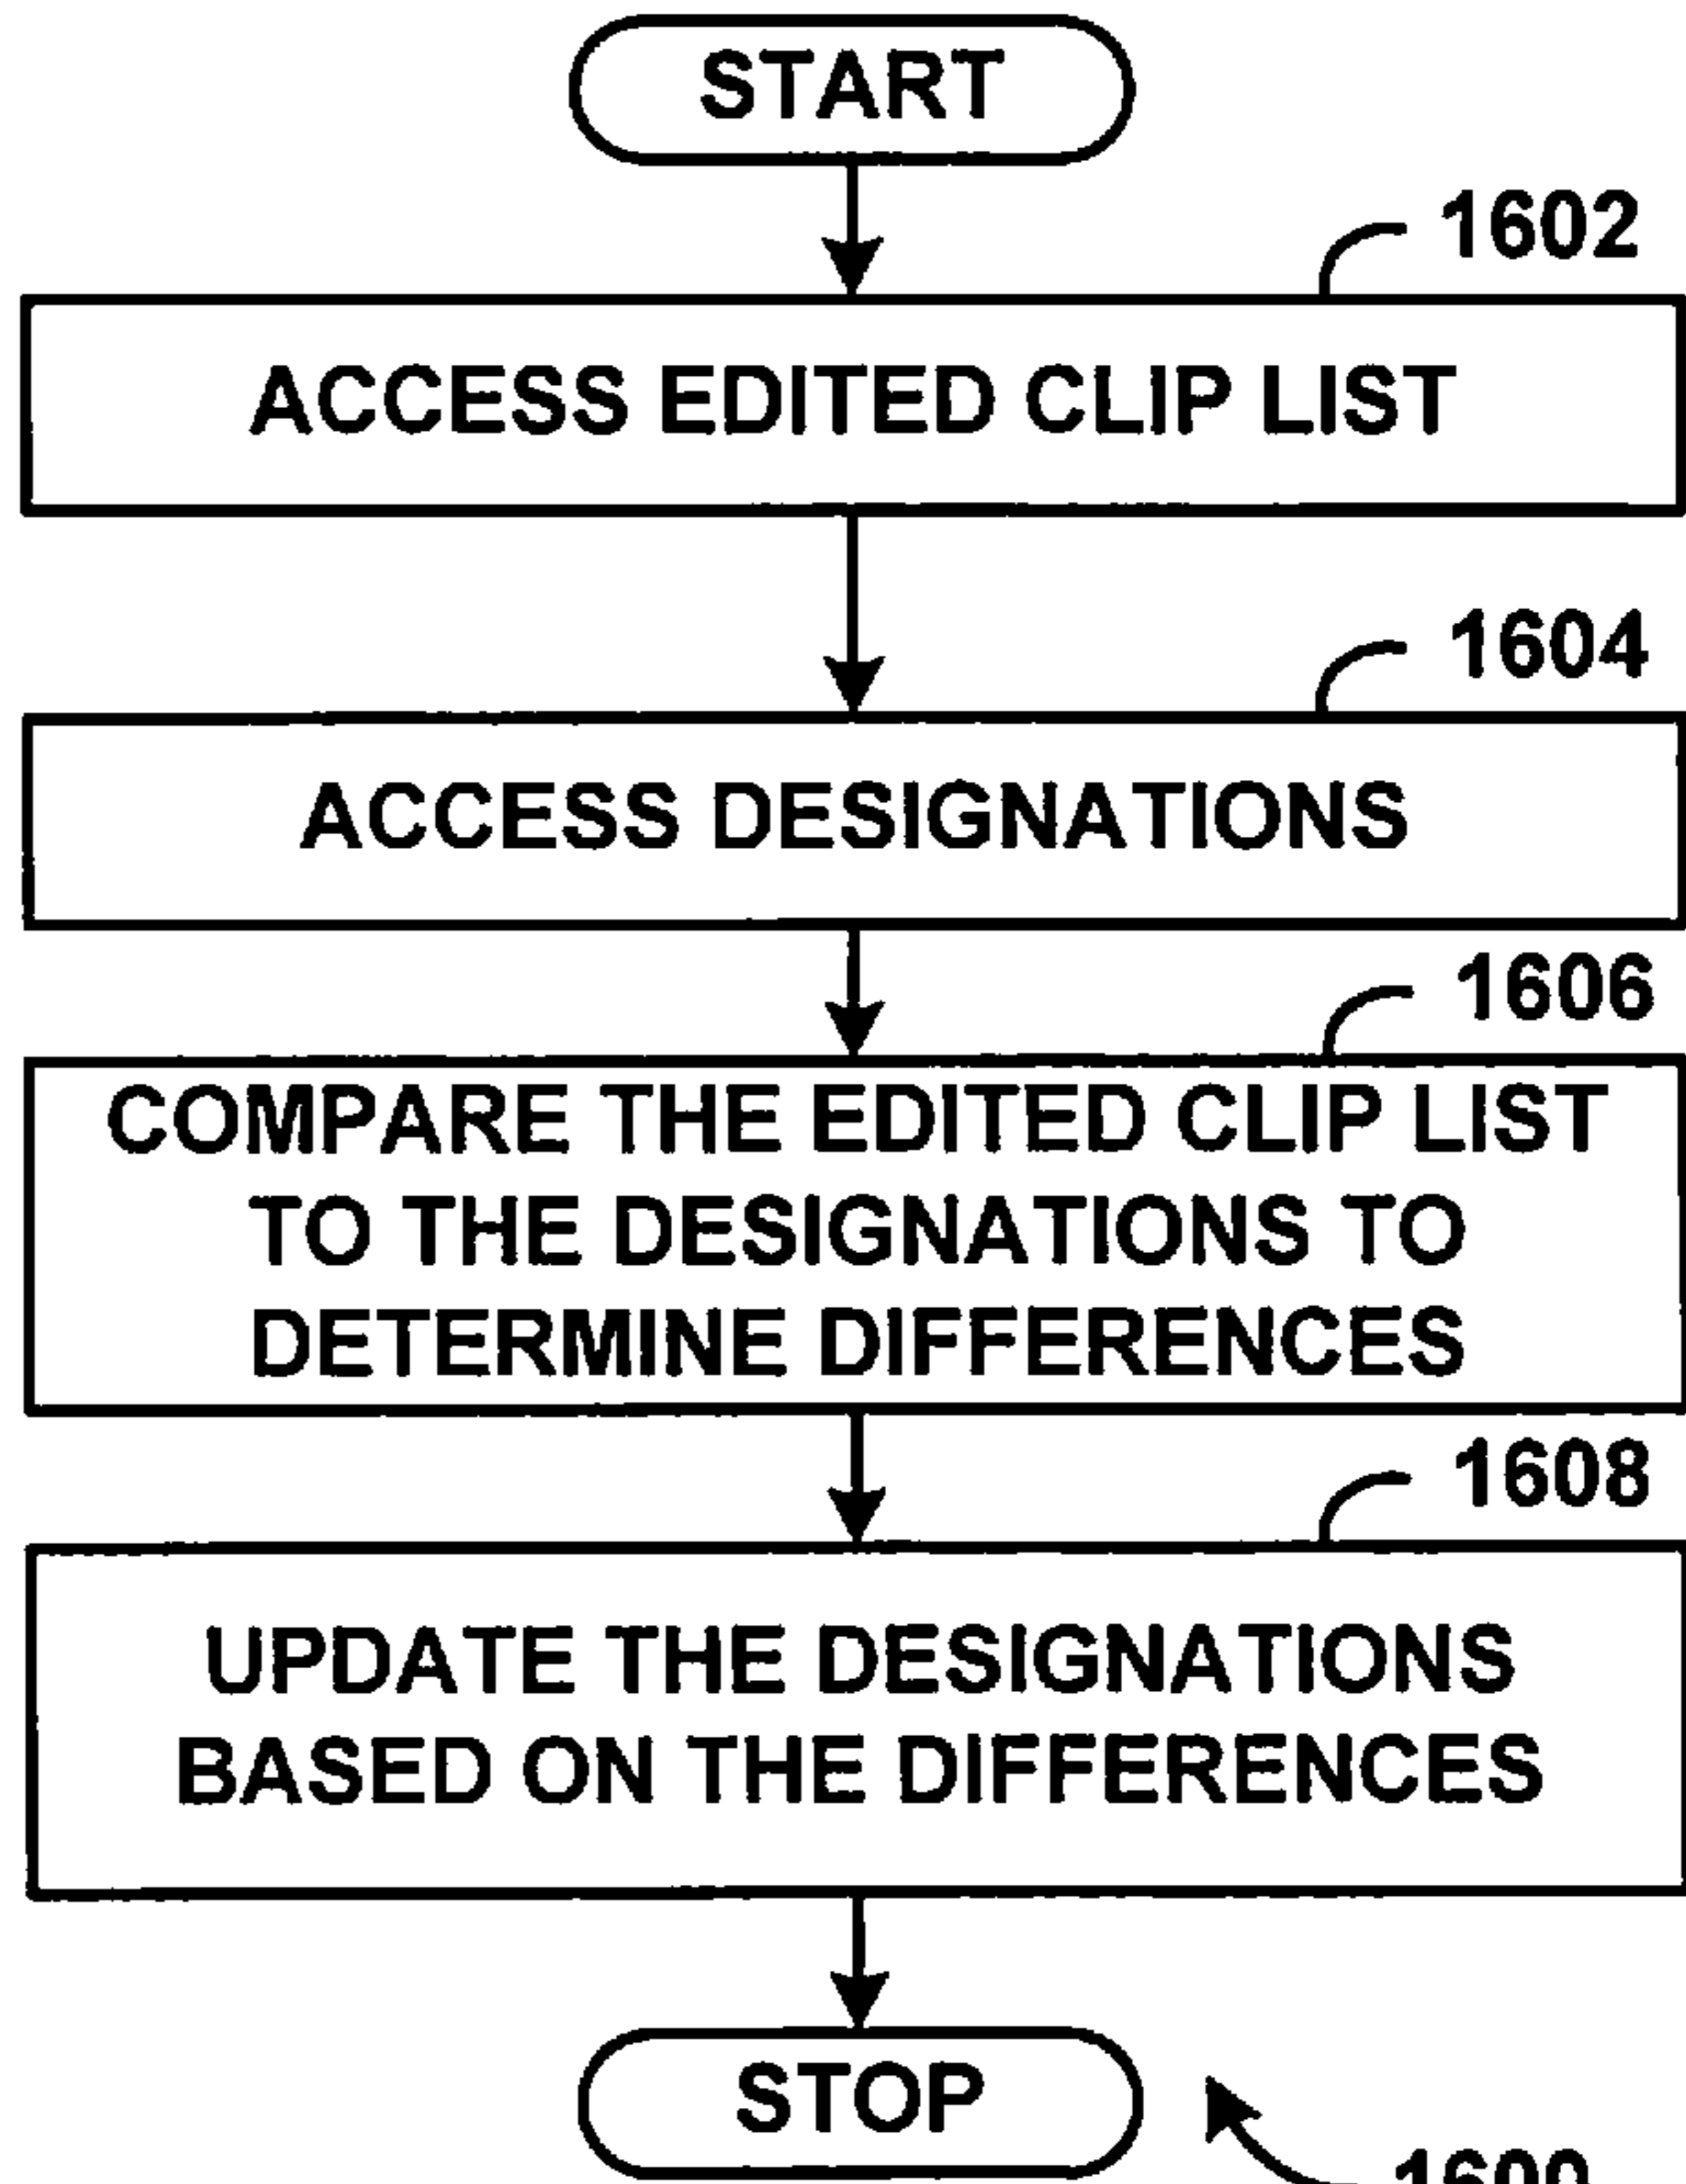 START
1602
ACCESS EDITED CLIP LIST
1604
ACCESS DESIGNATIONS
1606
COMPARE THE EDITED CLIP LIST
TO THE DESIGNATIONS TO
DETERMINE DIFFERENCES
1608
UPDATE THE DESIGNATIONS
BASED ON THE DIFFERENCES
STOP
1600